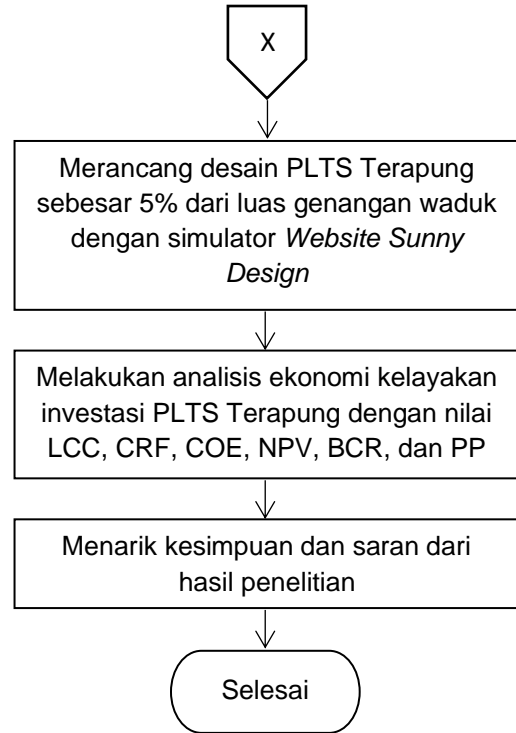 X
Merancang desain PLTS Terapung
sebesar 5% dari luas genangan waduk
dengan simulator Website Sunny
Design
Melakukan analisis ekonomi kelayakan
investasi PLTS Terapung dengan nilai
LCC, CRF, COE, NPV, BCR, dan PP
Menarik kesimpuan dan saran dari
hasil penelitian
Selesai